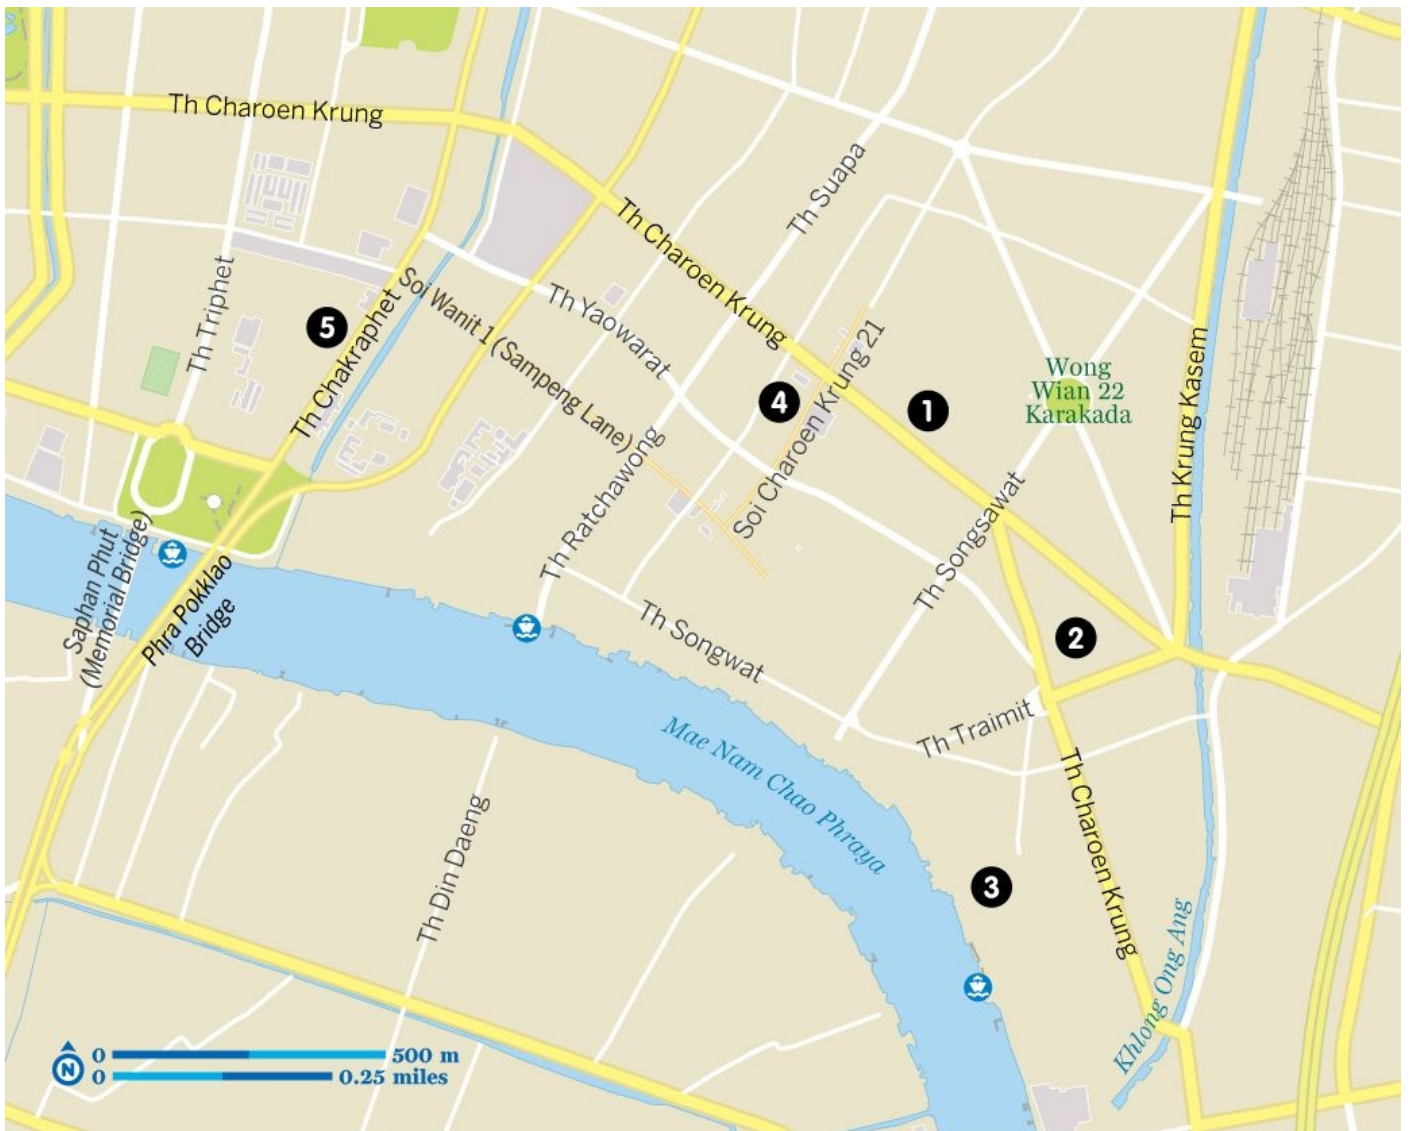 Th Charoen Krung
Th Suapa
Th Charoen Krung
Th Triphet
5
Th Chakraphet
Soi Wanit 1 (Sampeng Lane)
Th Yaowarat
4
Soi Charoen Krung 21
1
Wong
Wian 22
Karakada
Th Krung Kasem
Th Ratchawong
Th Songsawat
Saphan Phut
(Memorial Bridge)
Phra Pokklao
Bridge
Th Songwat
2
Th Traimit
Mae Nam Chao Phraya
Th Charoen Krung
Th Din Daeng
3
Khlong Ong Ang
N
0 500 m
0 0.25 miles